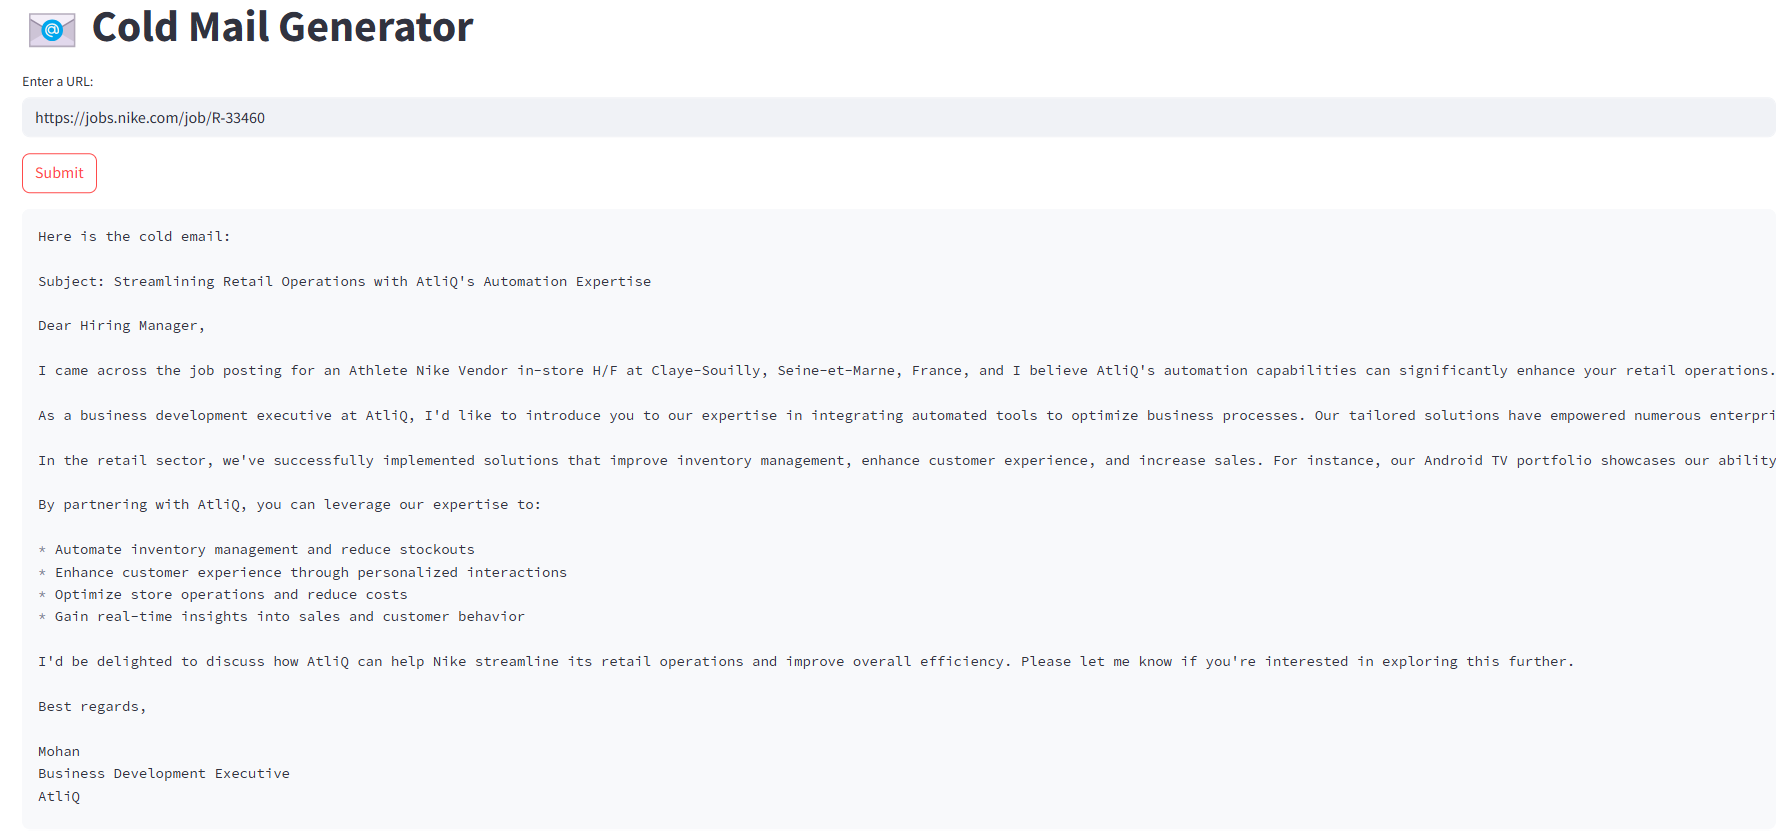 Cold Mail Generator
Enter a URL:
https://jobs.nike.com/job/R-33460
Submit
Here is the cold email:
Subject: Streamlining Retail Operations with AtliQ's Automation Expertise
Dear Hiring Manager,
I came across the job posting for an Athlete Nike Vendor in-store H/F at Claye-Souilly, Seine-et-Marne, France, and I believe AtliQ's automation capabilities can significantly enhance your retail operations.
As a business development executive at AtliQ, I'd like to introduce you to our expertise in integrating automated tools to optimize business processes. Our tailored solutions have empowered numerous enterpri
In the retail sector, we've successfully implemented solutions that improve inventory management, enhance customer experience, and increase sales. For instance, our Android TV portfolio showcases our ability
By partnering with AtliQ, you can leverage our expertise to:
* Automate inventory management and reduce stockouts
* Enhance customer experience through personalized interactions
* Optimize store operations and reduce costs
* Gain real-time insights into sales and customer behavior
I'd be delighted to discuss how AtliQ can help Nike streamline its retail operations and improve overall efficiency. Please let me know if you're interested in exploring this further.
Best regards,
Mohan
Business Development Executive
AtliQ